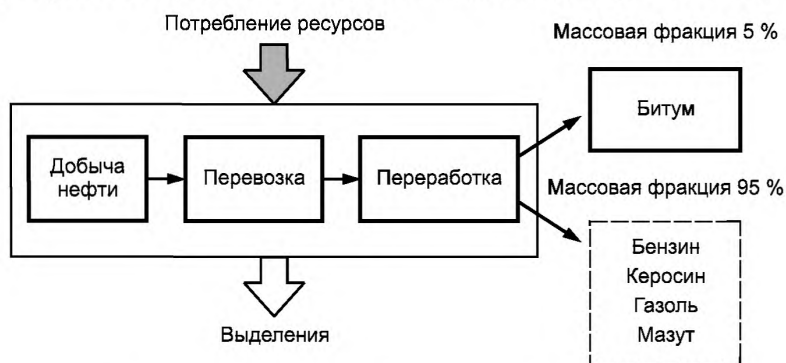 Потребление ресурсов
Массовая фракция 5 %
Битум
Добыча
нефти
Перевозка
Переработка
Массовая фракция 95 %
Бензин
Керосин
Газоль
Мазут
Выделения